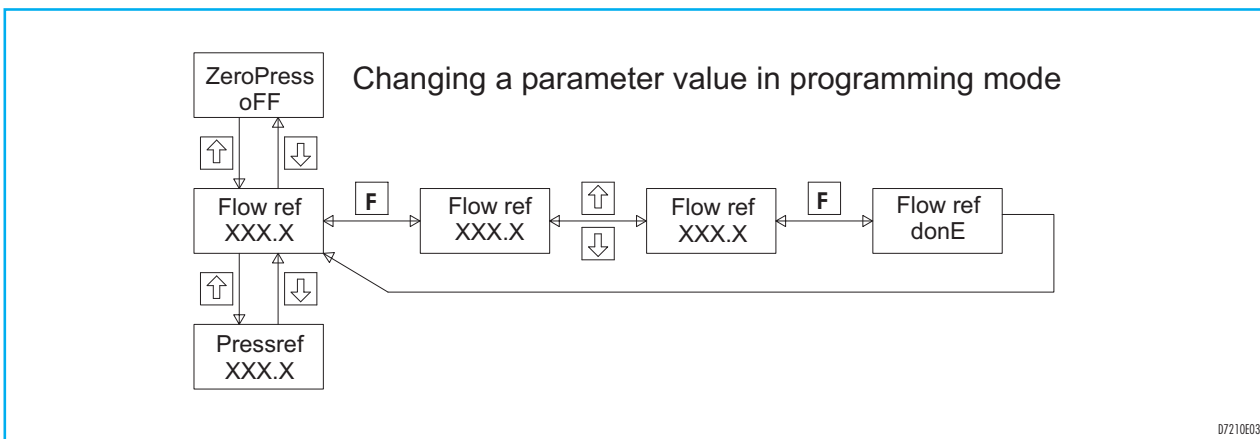 ZeroPress
oFF
Changing a parameter value in programming mode
Flow ref
XXX.X
F
Flow ref
XXX.X
Flow ref
XXX.X
F
Flow ref
donE
Pressref
XXX.X
D7210E03